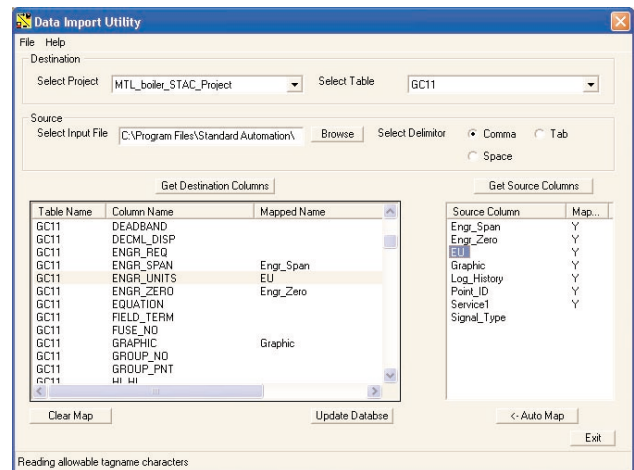 Data Import Utility
File Help
Destination
Select Project MTL_boiler_STAC_Project Select Table GC11
Source
Select Input File C:\Program Files\Standard Automation\ Browse Select Delimitor Comma Tab
Space
Get Destination Columns Get Source Columns
Table Name Column Name Mapped Name Source Column Map...
GC11 DEADBAND Engr_Span Y
GC11 DECML_DISP Engr_Zero Y
GC11 ENGR_REQ EU Y
GC11 ENGR_SPAN Engr_Span Graphic Y
GC11 ENGR_UNITS EU Log_History Y
GC11 ENGR_ZERO Engr_Zero Point_ID Y
GC11 EQUATION Service1 Y
GC11 FIELD_TERM Signal_Type
GC11 FUSE_NO
GC11 GRAPHIC Graphic
GC11 GROUP_NO
GC11 GROUP_PNT
GC11 HI_HI
Clear Map Update Databse <- Auto Map
Exit
Reading allowable tagname characters